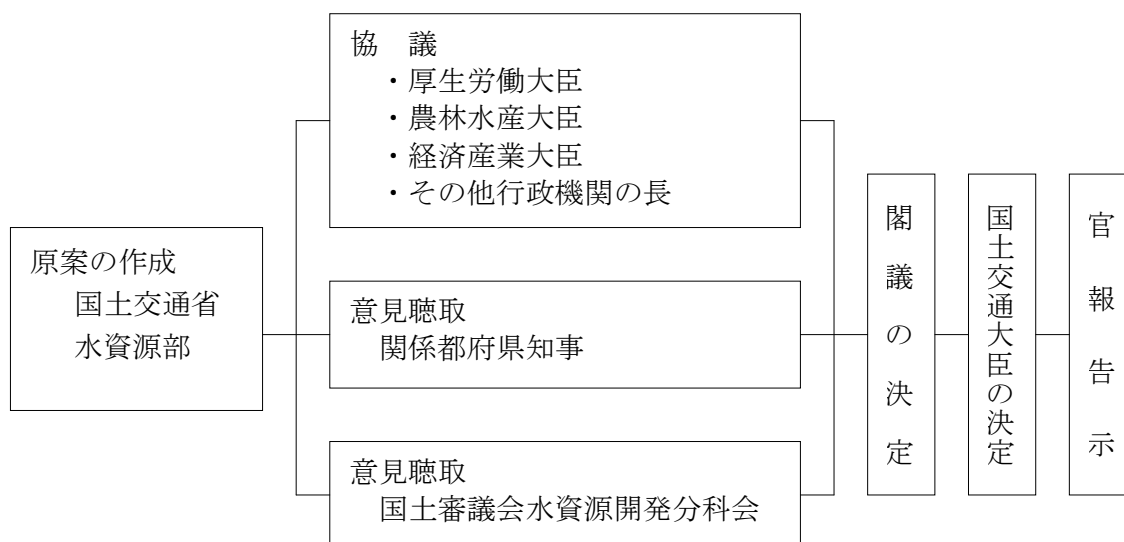 協　議
・厚生労働大臣
・農林水産大臣
・経済産業大臣
・その他行政機関の長
原案の作成
国土交通省
水資源部
意見聴取
関係都府県知事
意見聴取
国土審議会水資源開発分科会
閣議の決定
国土交通大臣の決定
官報告示